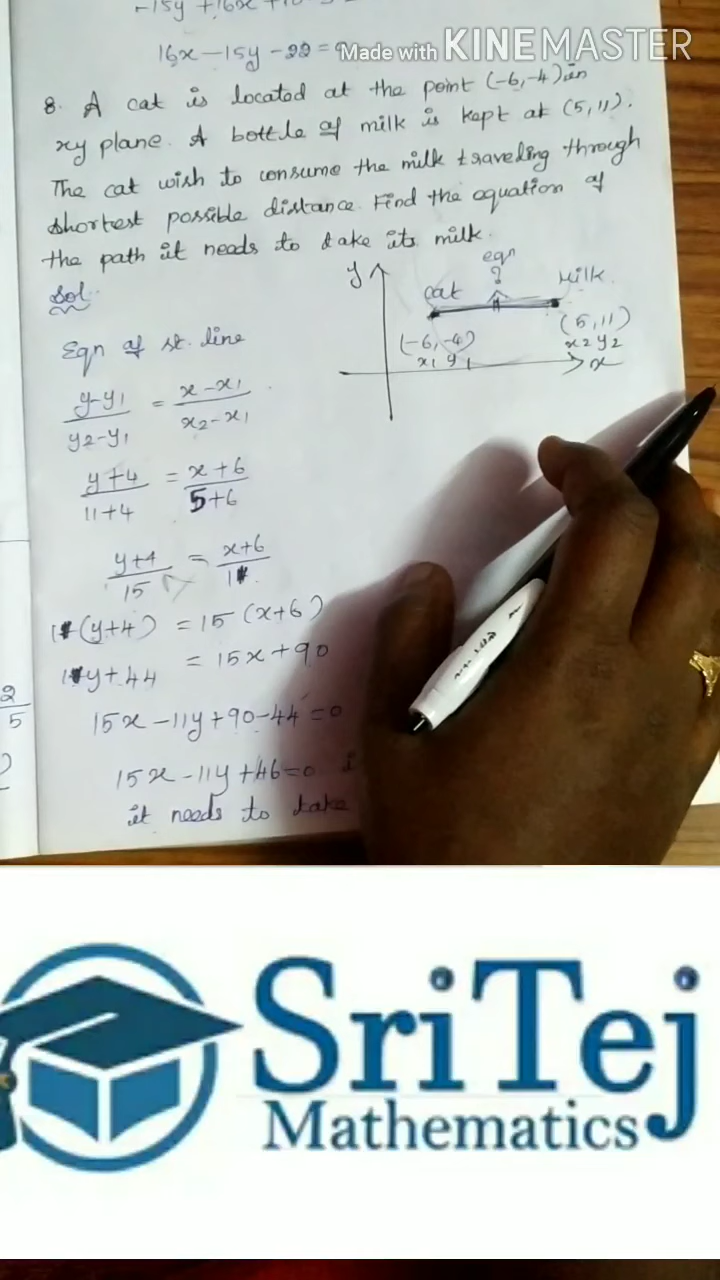 -15y + 16x
16x - 15y - 22 =
Made with KINEMASTER
8. A cat is located at the point (-6, -4) in
xy plane. A bottle of milk is kept at (5, 11).
The cat wish to consume the milk traveling through
shortest possible distance. Find the equation of
the path it needs to take its milk.
Sol.
y
eqn
?
cat
Milk
(-6, -4)
x1 y1
(5, 11)
x2 y2
x
Eqn of st. line
y-y1/y2-y1 = x-x1/x2-x1
y+4/11+4 = x+6/5+6
y+4/15 = x+6/11
11(y+4) = 15(x+6)
11y+44 = 15x+90
15x-11y+90-44=0
15x-11y+46=0
it needs to take
2
5
SriTej
Mathematics